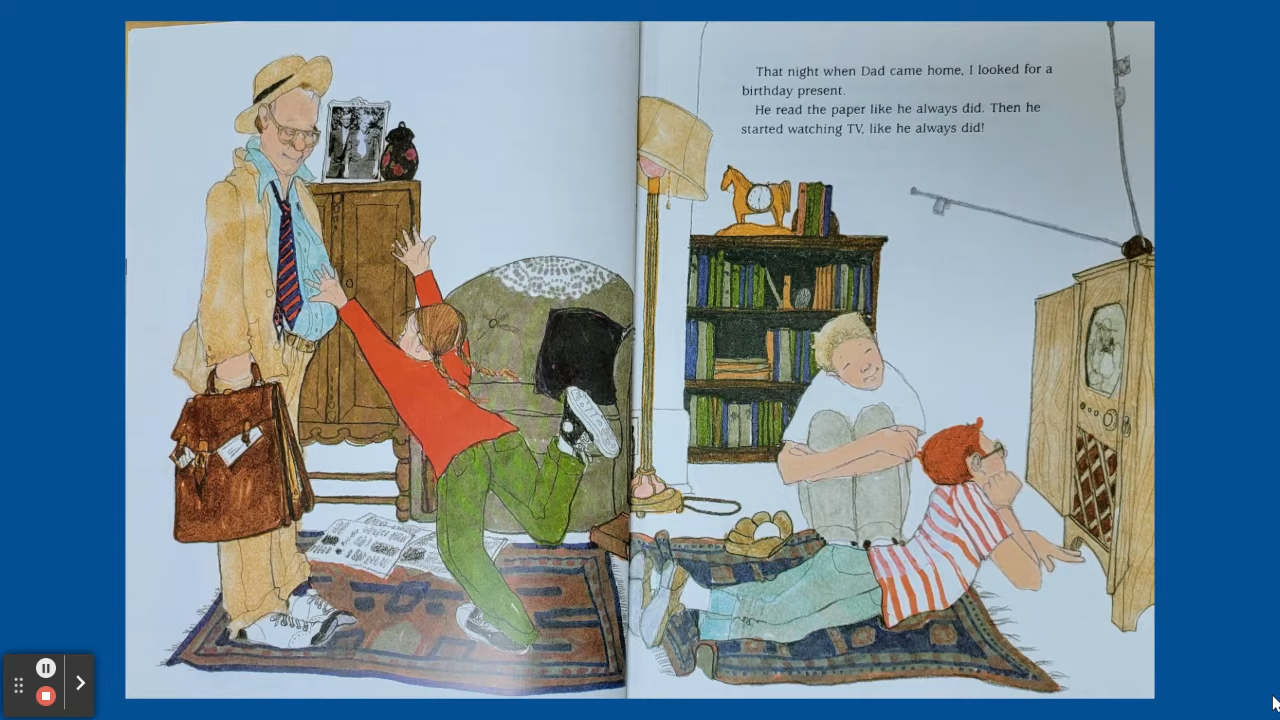 That night when Dad came home, I looked for a
birthday present.
He read the paper like he always did. Then he
started watching TV, like he always did!